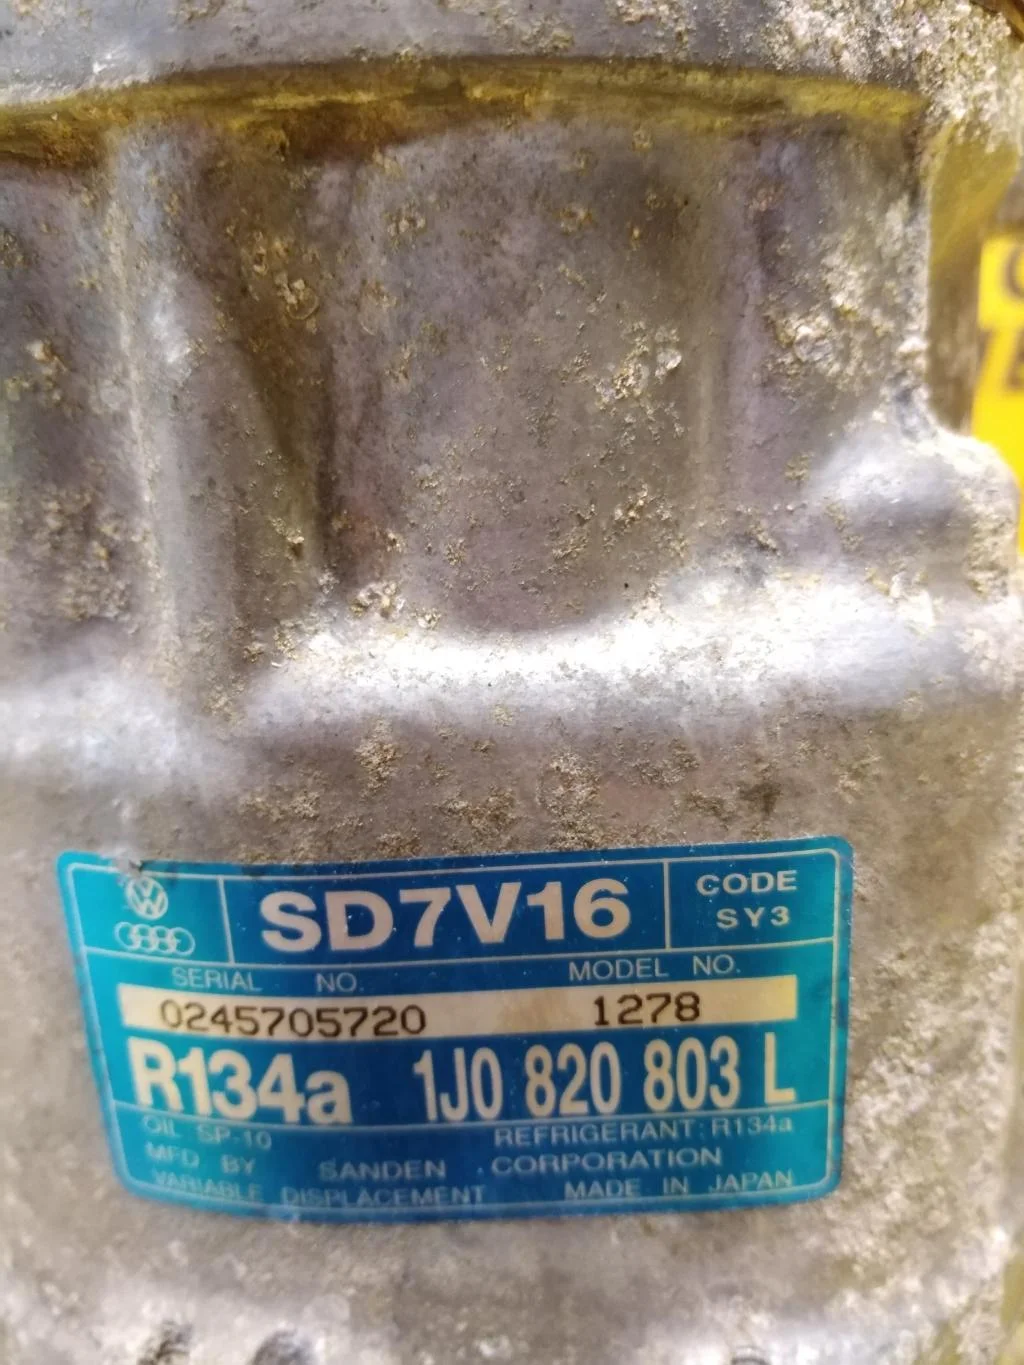 SD7V16
CODE
SY3
SERIAL NO.
MODEL NO.
0245705720
1278
R134a 1J0 820 803 L
OIL SP-10
REFRIGERANT: R134a
MFD BY SANDEN CORPORATION
VARIABLE DISPLACEMENT MADE IN JAPAN